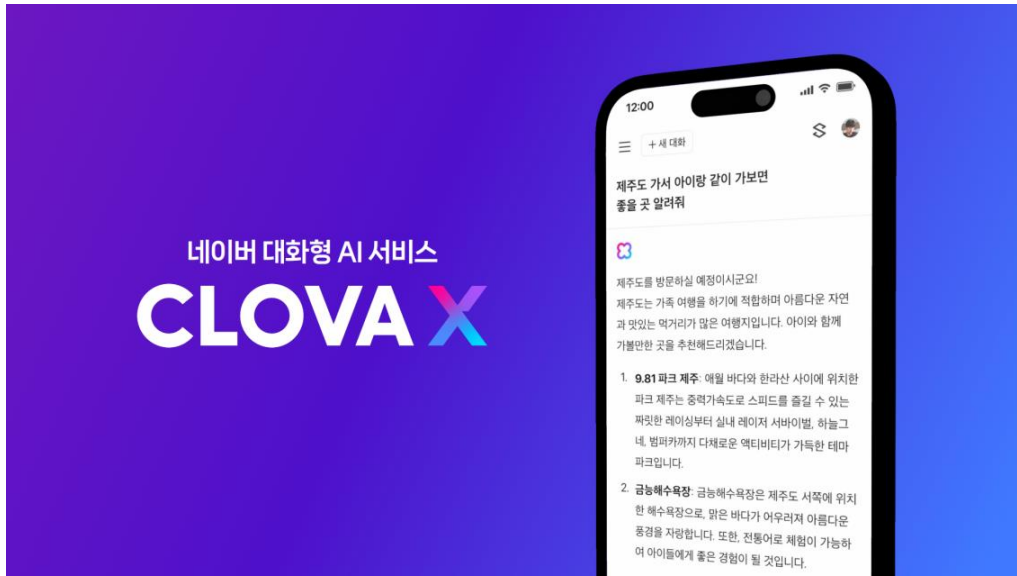 네이버 대화형 AI 서비스
CLOVA X
12:00
+ 새 대화
제주도 가서 아이랑 같이 가보면
좋을 곳 알려줘
제주도를 방문하실 예정이시군요!
제주도는 가족 여행을 하기에 적합하며 아름다운 자연
과 맛있는 먹거리가 많은 여행지입니다. 아이와 함께
가볼만한 곳을 추천해드리겠습니다.
1. 9.81 파크 제주: 애월 바다와 한라산 사이에 위치한
파크 제주는 중력가속도로 스피드를 즐길 수 있는
짜릿한 레이싱부터 실내 레이저 서바이벌, 하늘그
네, 범퍼카까지 다채로운 액티비티가 가득한 테마
파크입니다.
2. 금능해수욕장: 금능해수욕장은 제주도 서쪽에 위치
한 해수욕장으로, 맑은 바다가 어우러져 아름다운
풍경을 자랑합니다. 또한, 전통어로 체험이 가능하
여 아이들에게 좋은 경험이 될 것입니다.